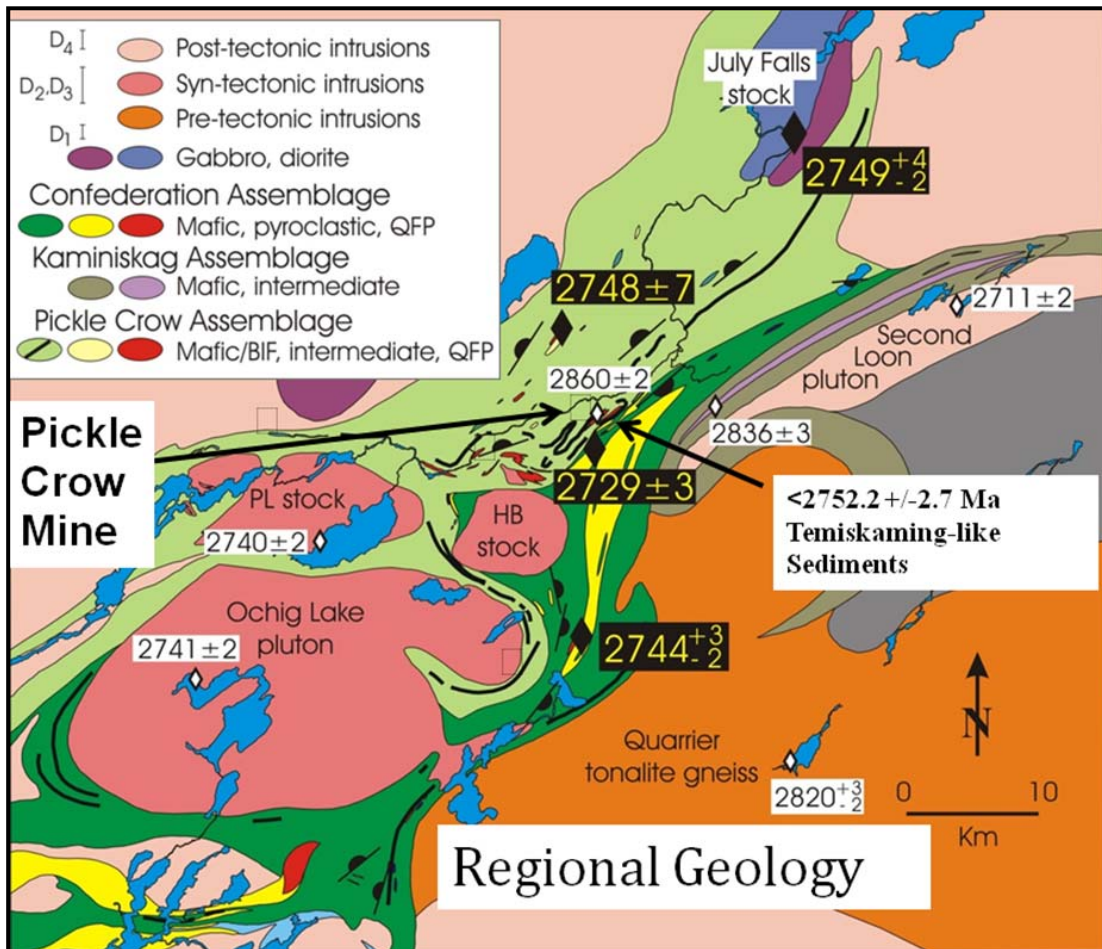 D4
Post-tectonic intrusions
D2,D3
Syn-tectonic intrusions
Pre-tectonic intrusions
D1
Gabbro, diorite
Confederation Assemblage
Mafic, pyroclastic, QFP
Kaminiskag Assemblage
Mafic, intermediate
Pickle Crow Assemblage
Mafic/BIF, intermediate, QFP
July Falls
stock
2749 +4 -2
2748±7
2711±2
Second
Loon
pluton
2860±2
2836±3
Pickle
Crow
Mine
2729±3
<2752.2 +/-2.7 Ma
Temiskaming-like
Sediments
PL stock
HB
stock
2740±2
Ochig Lake
pluton
2741±2
2744 +3 -2
Quarrier
tonalite gneiss
2820 +3 -2
N
0 10
Km
Regional Geology